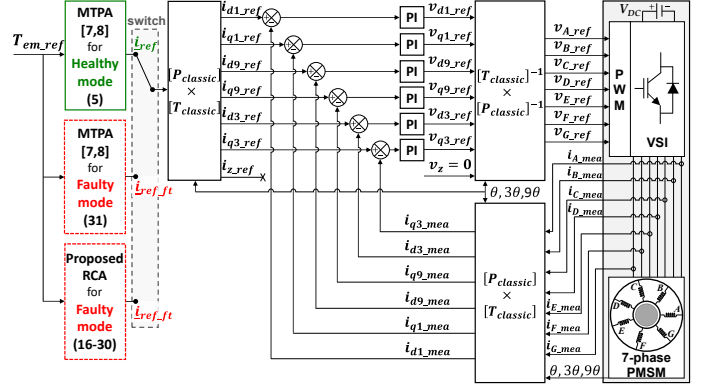 MTPA
[7,8]
for
Healthy
mode
(5)
T_em_ref
switch
i_ref
MTPA
[7,8]
for
Faulty
mode
(31)
i_ref_ft
Proposed
RCA
for
Faulty
mode
(16-30)
i_ref_ft
[P_classic]
×
[T_classic]
i_d1_ref
i_q1_ref
i_d9_ref
i_q9_ref
i_d3_ref
i_q3_ref
i_z_ref
PI
PI
PI
PI
PI
PI
v_d1_ref
v_q1_ref
v_d9_ref
v_q9_ref
v_d3_ref
v_q3_ref
v_z = 0
[T_classic]^-1
×
[P_classic]^-1
θ,3θ,9θ
v_A_ref
v_B_ref
v_C_ref
v_D_ref
v_E_ref
v_F_ref
v_G_ref
V_DC + -
PWM
VSI
i_A_mea
i_B_mea
i_C_mea
i_D_mea
i_E_mea
i_F_mea
i_G_mea
i_q3_mea
i_d3_mea
i_q9_mea
i_d9_mea
i_q1_mea
i_d1_mea
[P_classic]
×
[T_classic]
C
B
D
A
E
F
G
7-phase
PMSM
θ,3θ,9θ